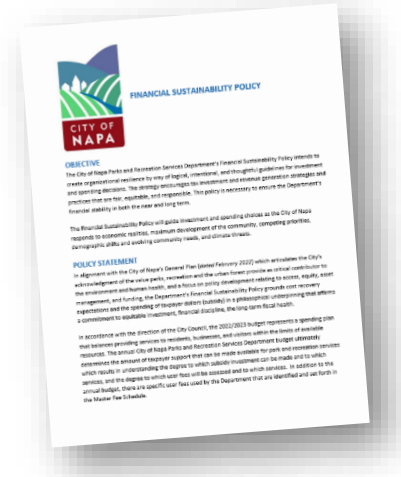 CITY OF
NAPA
FINANCIAL SUSTAINABILITY POLICY
OBJECTIVE
The City of Napa Parks and Recreation Services Department's Financial Sustainability Policy intends to
create organizational resilience by way of logical, intentional, and thoughtful guidelines for investment
and spending decisions. The strategy encourages tax investment and revenue generation strategies and
practices that are fair, equitable, and responsible. This policy is necessary to ensure the Department's
financial stability in both the near and long term.
The Financial Sustainability Policy will guide investment and spending choices as the City of Napa
responds to economic realities, maximum development of the community, competing priorities,
demographic shifts and evolving community needs, and climate threats.
POLICY STATEMENT
In alignment with the City of Napa's General Plan (dated February 2022) which articulates the City's
acknowledgment of the value parks, recreation and the urban forest provide as critical contributor to
the environment and human health, and a focus on policy development relating to access, equity, asset
management, and funding, the Department's Financial Sustainability Policy grounds cost recovery
expectations and the spending of taxpayer dollars (subsidy) in a philosophical underpinning that affirms
a commitment to equitable investment, financial discipline, the long-term fiscal health.
In accordance with the direction of the City Council, the 2022/2023 budget represents a spending plan
that balances providing services to residents, businesses, and visitors within the limits of available
resources. The annual City of Napa Parks and Recreation Services Department budget ultimately
determines the amount of taxpayer support that can be made available for park and recreation services
which results in understanding the degree to which subsidy investment can be made and to which
services, and the degree to which user fees will be assessed and to which services. In addition to the
annual budget, there are specific user fees used by the Department that are identified and set forth in
the Master Fee Schedule.